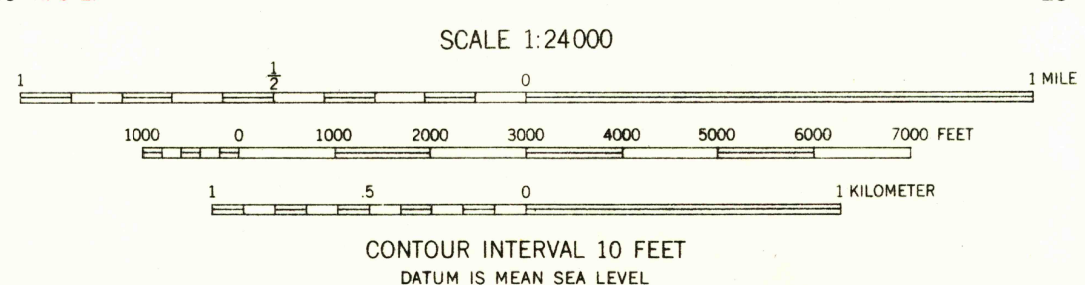 SCALE 1:24000
1 1/2 0 1 MILE
1000 0 1000 2000 3000 4000 5000 6000 7000 FEET
1 .5 0 1 KILOMETER
CONTOUR INTERVAL 10 FEET
DATUM IS MEAN SEA LEVEL